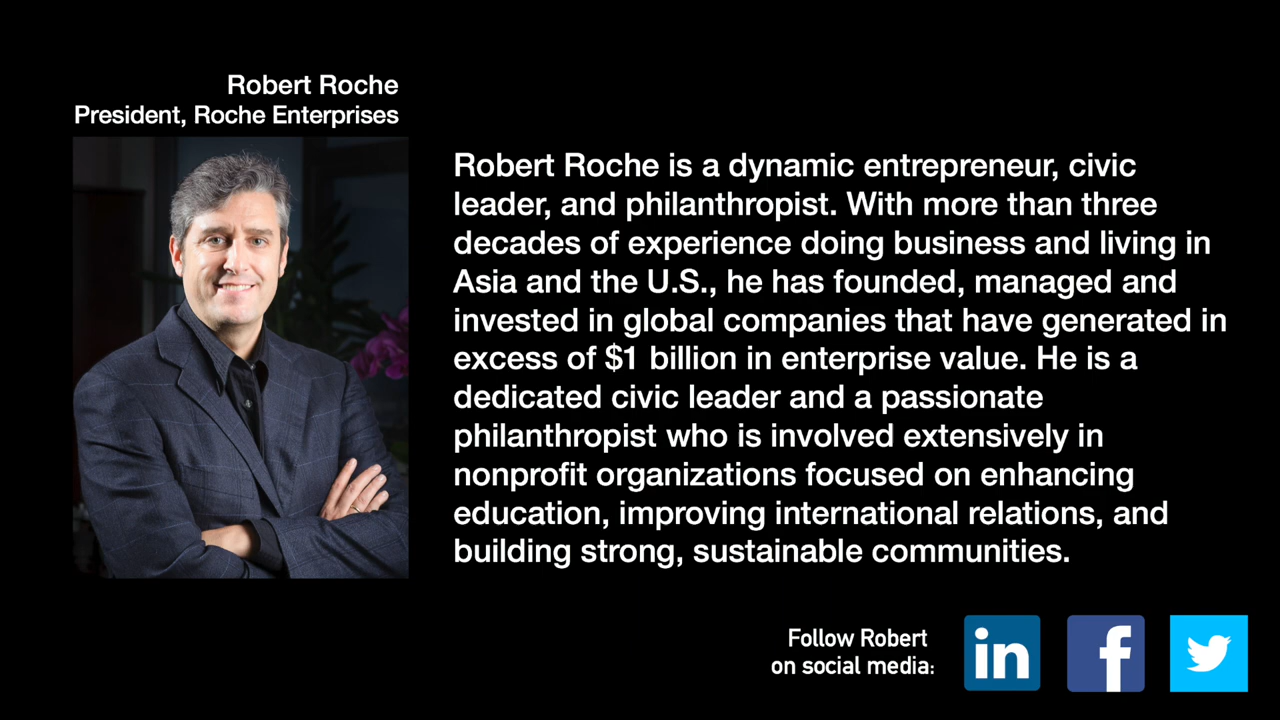 Robert Roche
President, Roche Enterprises
Robert Roche is a dynamic entrepreneur, civic
leader, and philanthropist. With more than three
decades of experience doing business and living in
Asia and the U.S., he has founded, managed and
invested in global companies that have generated in
excess of $1 billion in enterprise value. He is a
dedicated civic leader and a passionate
philanthropist who is involved extensively in
nonprofit organizations focused on enhancing
education, improving international relations, and
building strong, sustainable communities.
Follow Robert
on social media:
in
f